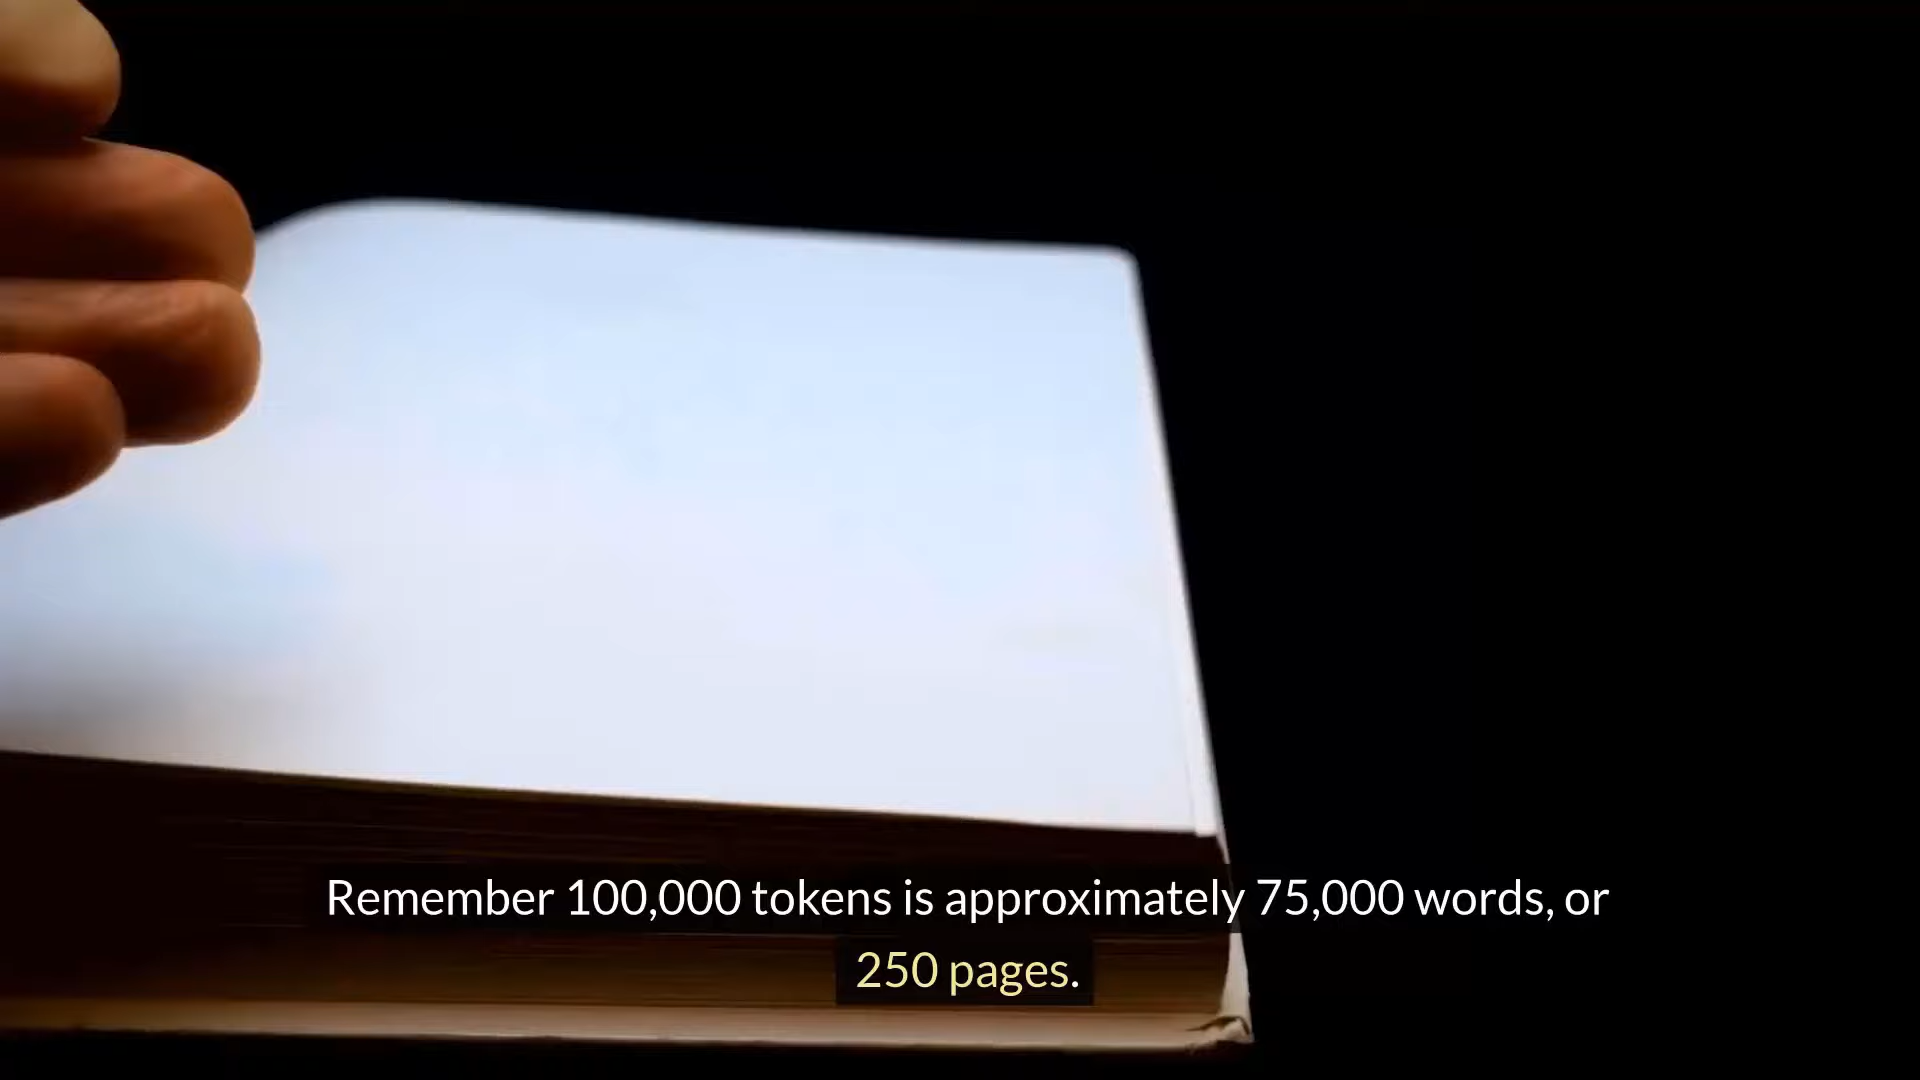 Remember 100,000 tokens is approximately 75,000 words, or
250 pages.